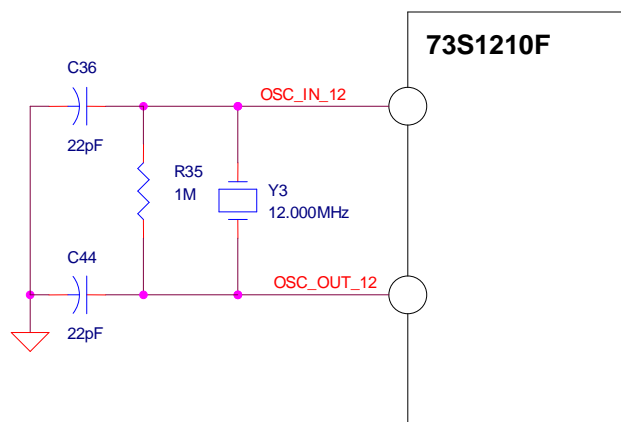 73S1210F
C36
OSC_IN_12
22pF
R35
1M
Y3
12.000MHz
C44
OSC_OUT_12
22pF